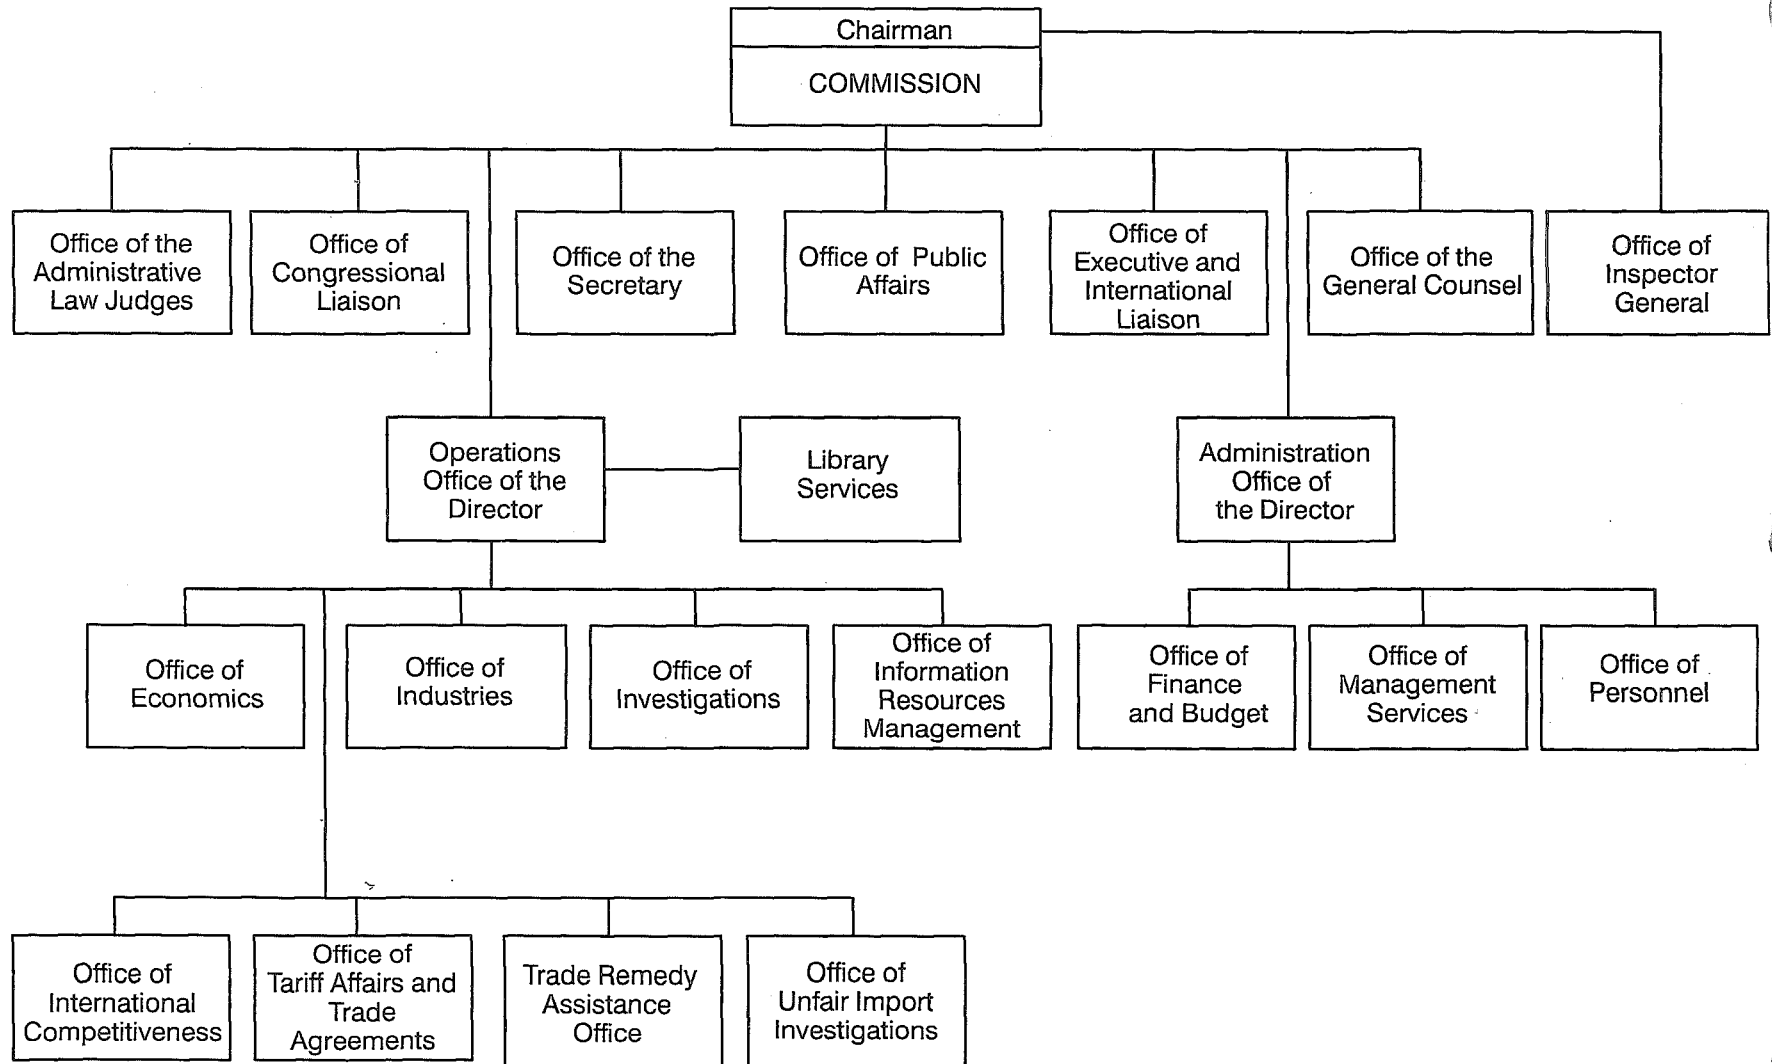 Chairman
COMMISSION
Office of the
Administrative
Law Judges
Office of
Congressional
Liaison
Office of the
Secretary
Office of Public
Affairs
Office of
Executive and
International
Liaison
Office of the
General Counsel
Office of
Inspector
General
Operations
Office of the
Director
Library
Services
Administration
Office of
the Director
Office of
Economics
Office of
Industries
Office of
Investigations
Office of
Information
Resources
Management
Office of
Finance
and Budget
Office of
Management
Services
Office of
Personnel
Office of
International
Competitiveness
Office of
Tariff Affairs and
Trade
Agreements
Trade Remedy
Assistance
Office
Office of
Unfair Import
Investigations